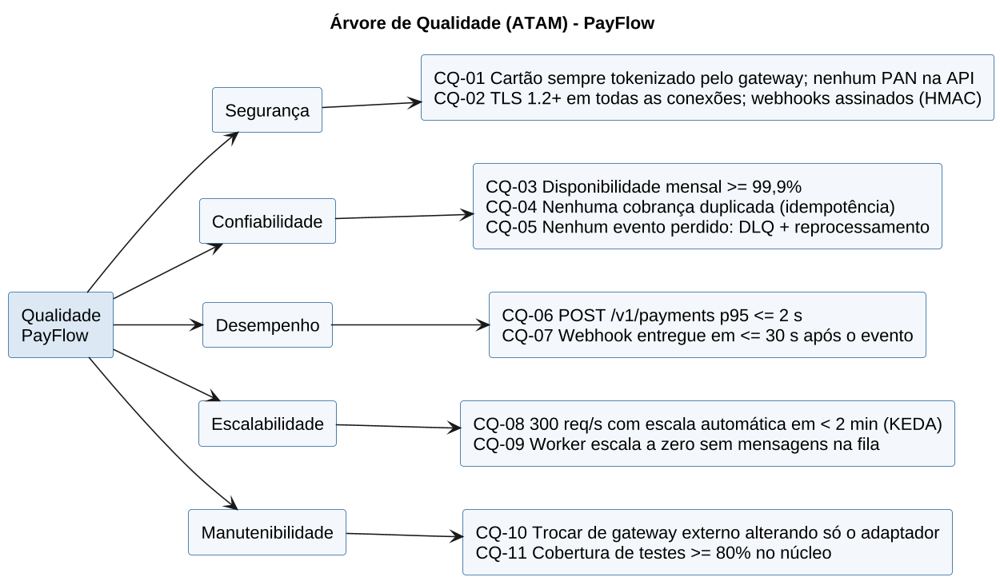 Árvore de Qualidade (ATAM) - PayFlow
Qualidade
PayFlow
Segurança
CQ-01 Cartão sempre tokenizado pelo gateway; nenhum PAN na API
CQ-02 TLS 1.2+ em todas as conexões; webhooks assinados (HMAC)
Confiabilidade
CQ-03 Disponibilidade mensal >= 99,9%
CQ-04 Nenhuma cobrança duplicada (idempotência)
CQ-05 Nenhum evento perdido: DLQ + reprocessamento
Desempenho
CQ-06 POST /v1/payments p95 <= 2 s
CQ-07 Webhook entregue em <= 30 s após o evento
Escalabilidade
CQ-08 300 req/s com escala automática em < 2 min (KEDA)
CQ-09 Worker escala a zero sem mensagens na fila
Manutenibilidade
CQ-10 Trocar de gateway externo alterando só o adaptador
CQ-11 Cobertura de testes >= 80% no núcleo